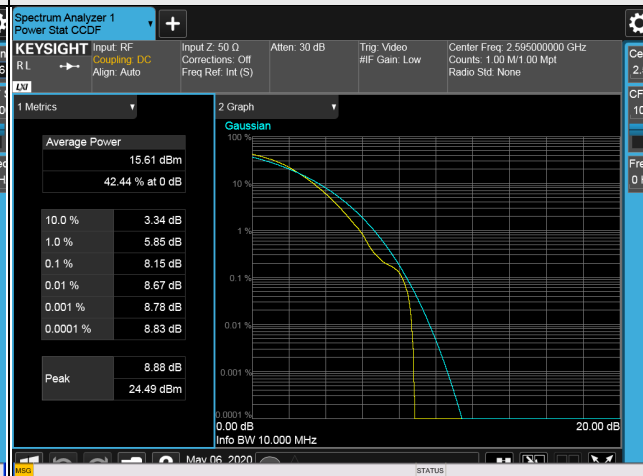 Spectrum Analyzer 1
Power Stat CCDF
KEYSIGHT
RL
LXI
Input: RF
Coupling: DC
Align: Auto
Input Z: 50 Ω
Corrections: Off
Freq Ref: Int (S)
Atten: 30 dB
Trig: Video
#IF Gain: Low
Center Freq: 2.595000000 GHz
Counts: 1.00 M/1.00 Mpt
Radio Std: None
1 Metrics
Average Power
15.61 dBm
42.44 % at 0 dB
10.0 % 3.34 dB
1.0 % 5.85 dB
0.1 % 8.15 dB
0.01 % 8.67 dB
0.001 % 8.78 dB
0.0001 % 8.83 dB
Peak
8.88 dB
24.49 dBm
2 Graph
Gaussian
100 %
10 %
1 %
0.1 %
0.01 %
0.001 %
0.0001 %
0.00 dB
20.00 dB
Info BW 10.000 MHz
May 06, 2020
MSG
STATUS